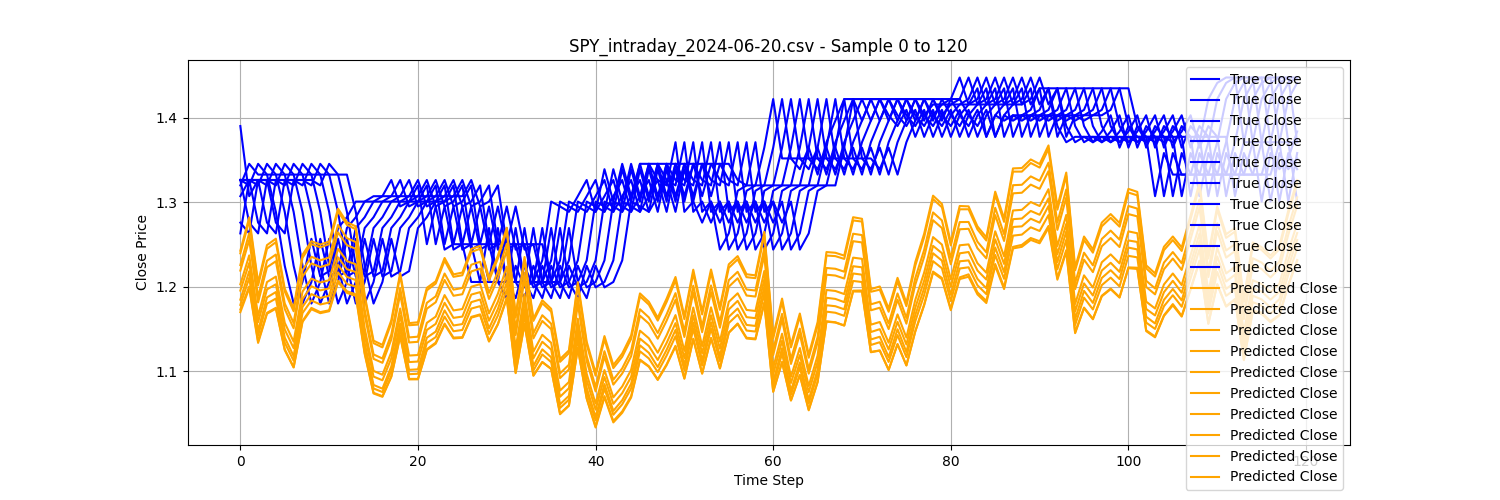 SPY_intraday_2024-06-20.csv - Sample 0 to 120
Close Price
1.4
1.3
1.2
1.1
0 20 40 60 80 100 120
Time Step
True Close
True Close
True Close
True Close
True Close
True Close
True Close
True Close
True Close
True Close
Predicted Close
Predicted Close
Predicted Close
Predicted Close
Predicted Close
Predicted Close
Predicted Close
Predicted Close
Predicted Close
Predicted Close